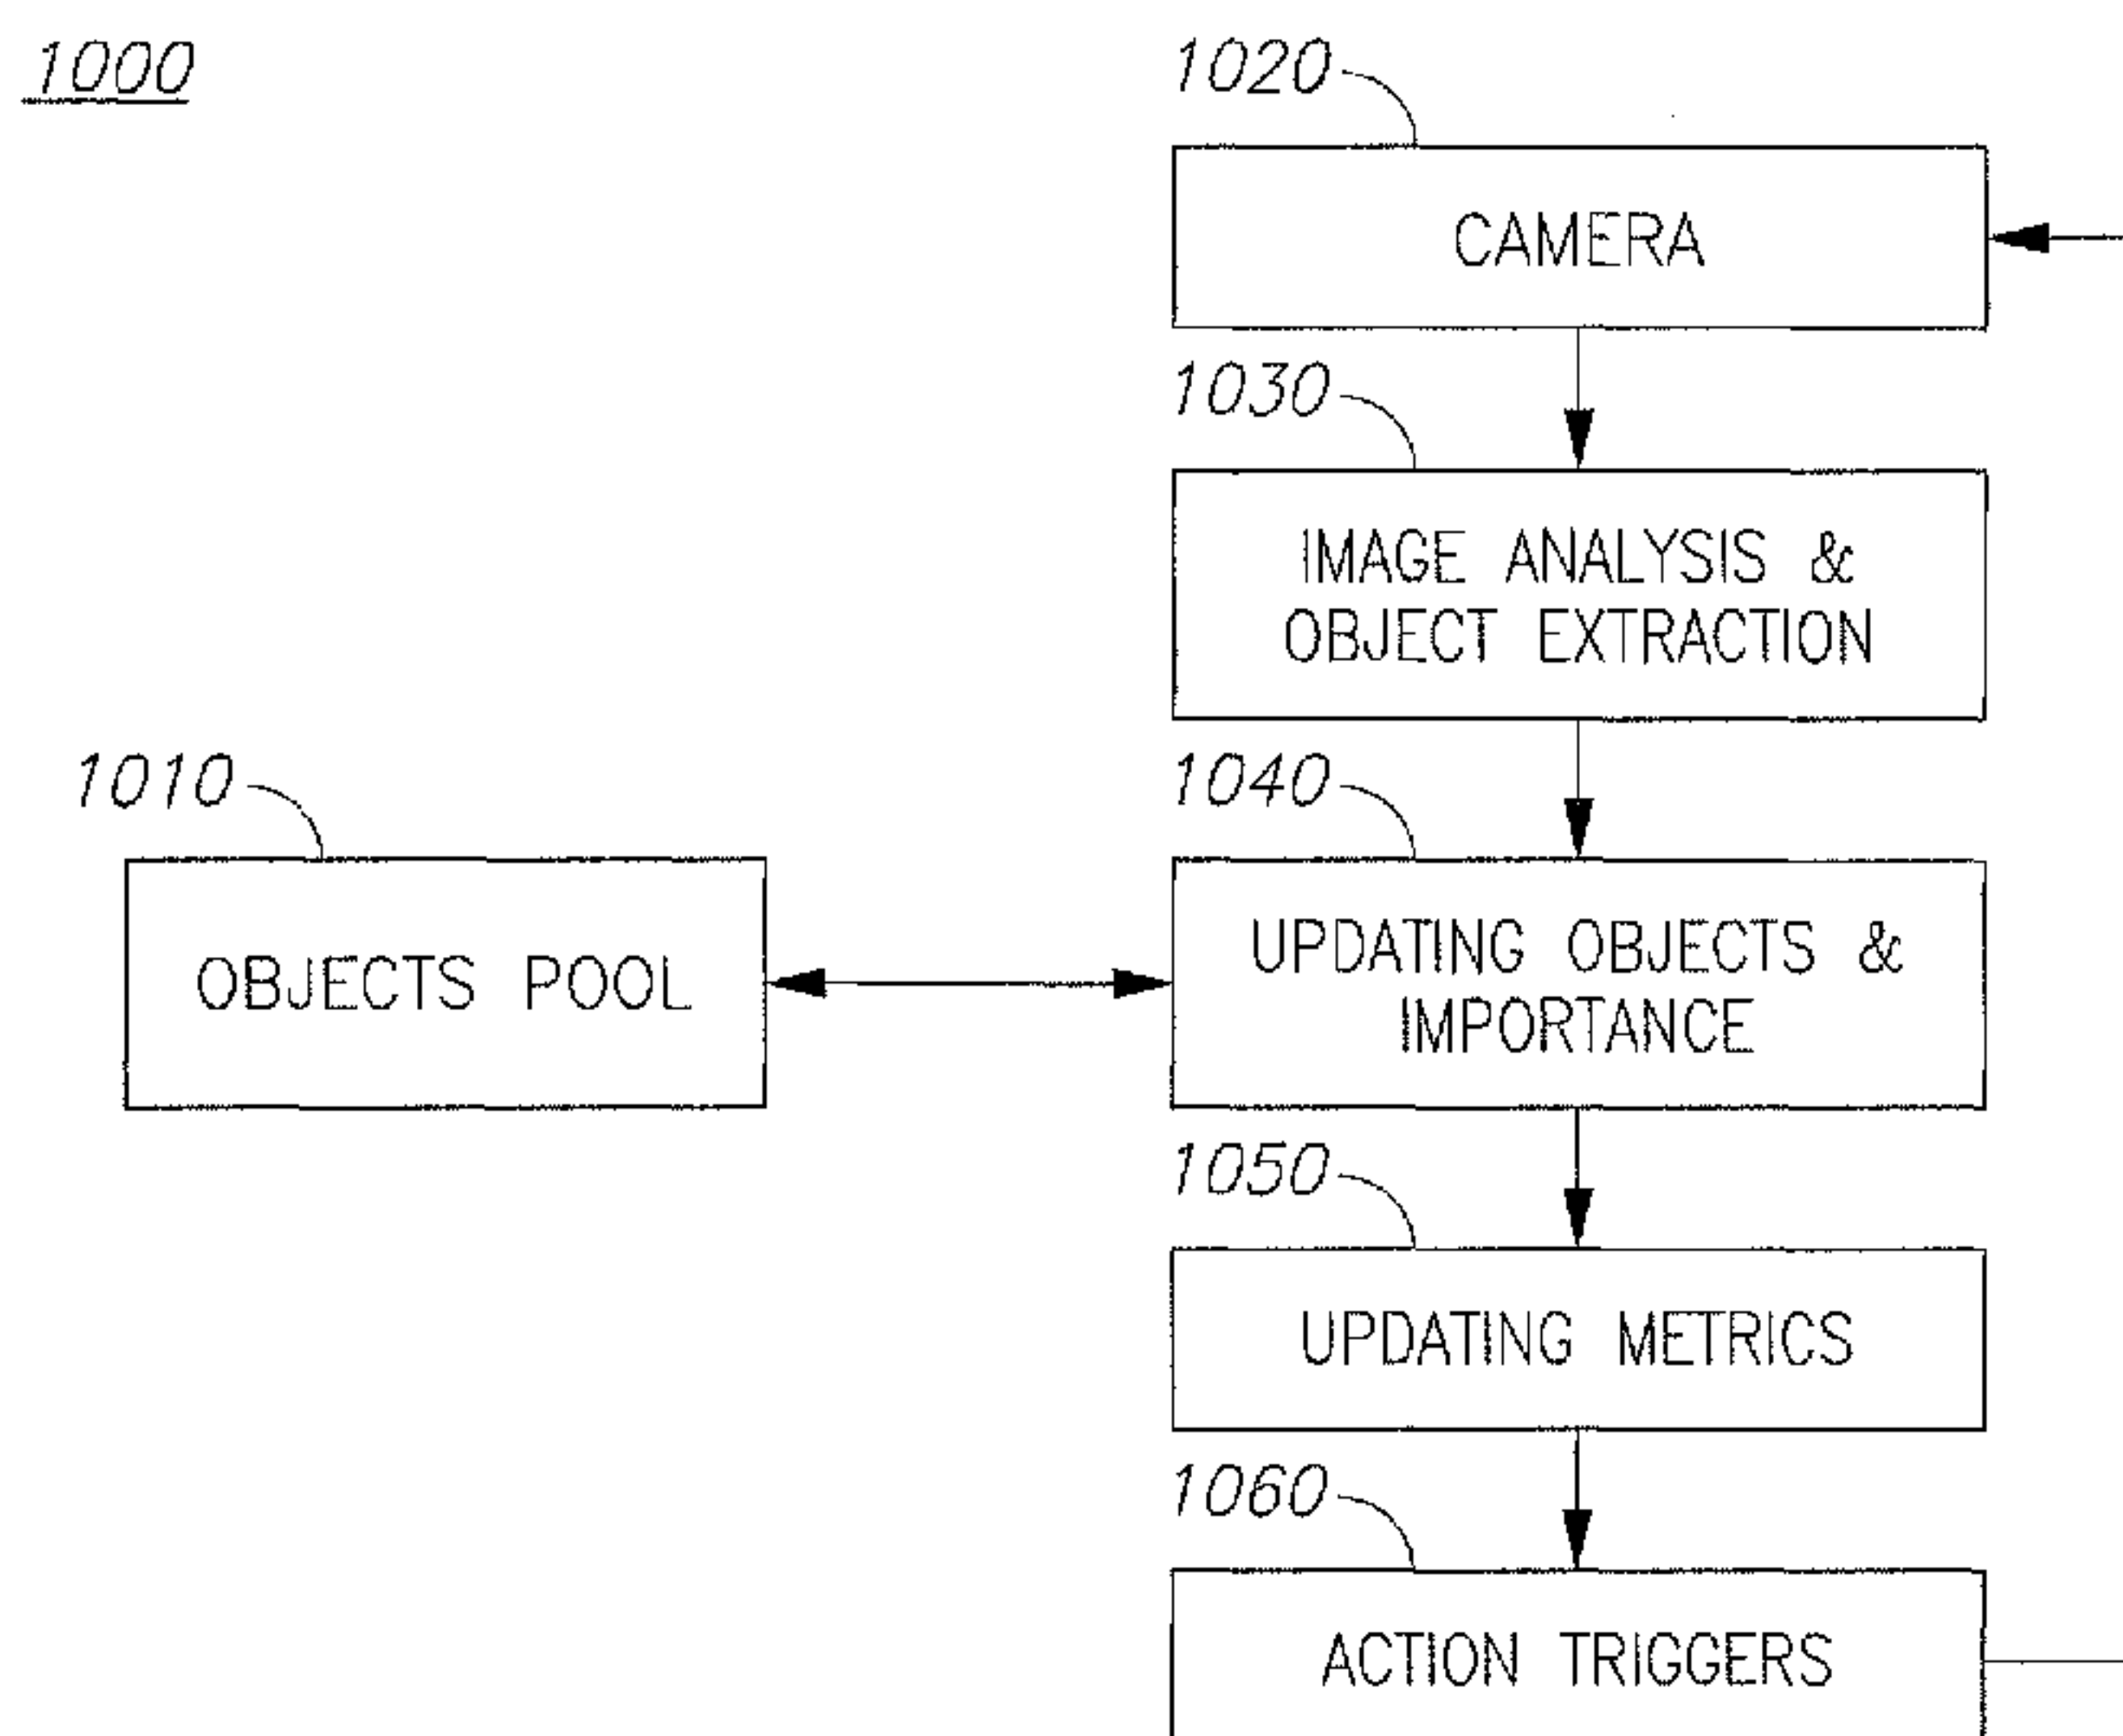 1000
1020
CAMERA
1030
IMAGE ANALYSIS &
OBJECT EXTRACTION
1010
OBJECTS POOL
1040
UPDATING OBJECTS &
IMPORTANCE
1050
UPDATING METRICS
1060
ACTION TRIGGERS